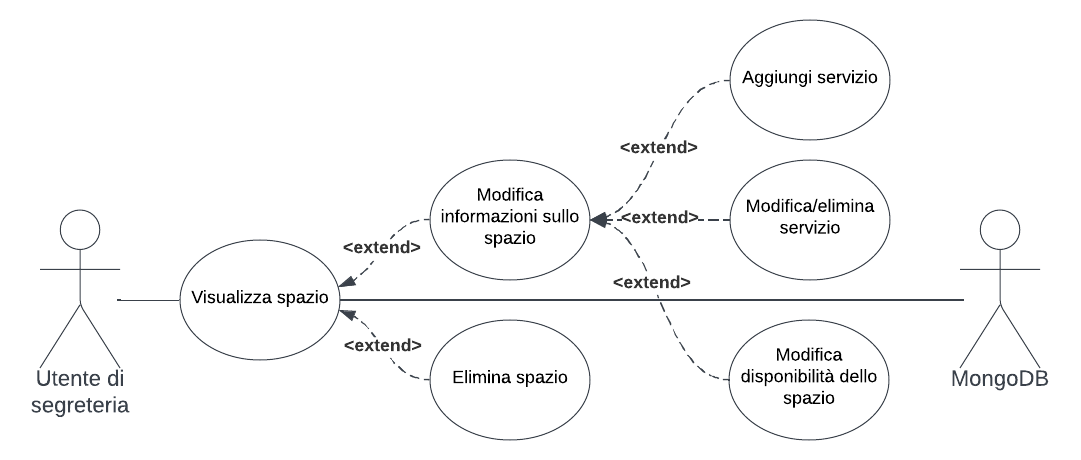 Aggiungi servizio
<extend>
Modifica
informazioni sullo
spazio
<extend>
Modifica/elimina
servizio
<extend>
<extend>
Visualizza spazio
<extend>
Elimina spazio
Modifica
disponibilità dello
spazio
Utente di
segreteria
MongoDB